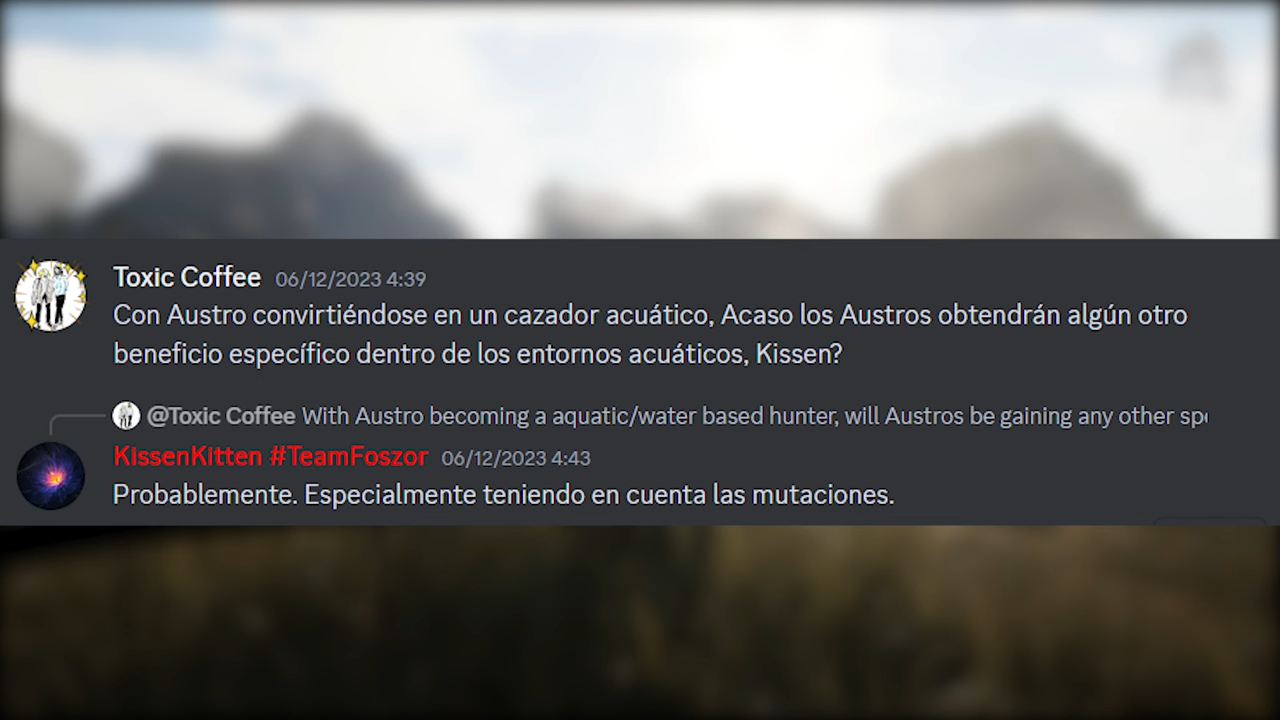 Toxic Coffee 06/12/2023 4:39
Con Austro convirtiéndose en un cazador acuático, Acaso los Austros obtendrán algún otro
beneficio específico dentro de los entornos acuáticos, Kissen?
@Toxic Coffee With Austro becoming a aquatic/water based hunter, will Austros be gaining any other spe
KissenKitten #TeamFoszor 06/12/2023 4:43
Probablemente. Especialmente teniendo en cuenta las mutaciones.